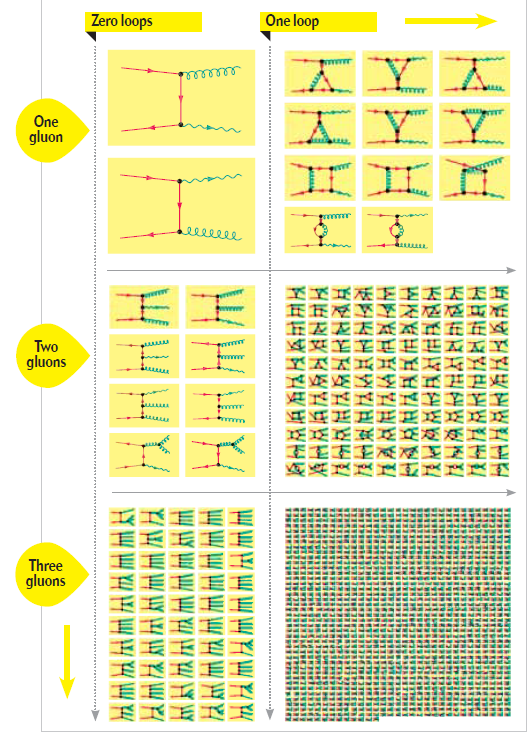 Zero loops
One loop
One
gluon
Two
gluons
Three
gluons